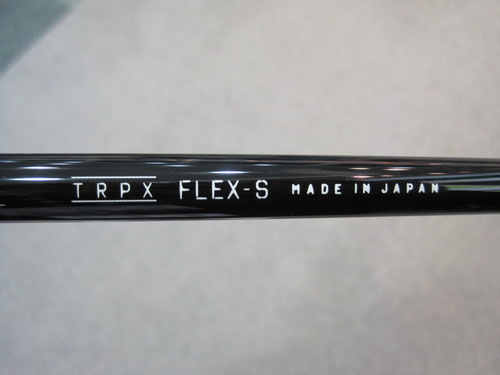 TRPX FLEX-S MADE IN JAPAN